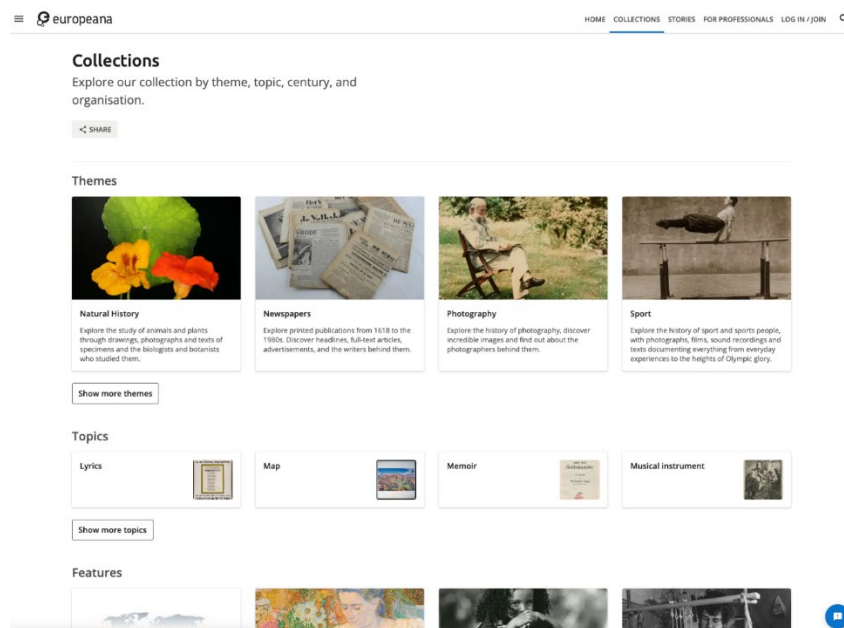 europeana
HOME COLLECTIONS STORIES FOR PROFESSIONALS LOG IN / JOIN
Collections
Explore our collection by theme, topic, century, and
organisation.
SHARE
Themes
Natural History
Explore the study of animals and plants
through drawings, photographs and texts of
specimens and the biologists and botanists
who studied them.
Newspapers
Explore printed publications from 1618 to the
1980s. Discover headlines, full-text articles,
advertisements, and the writers behind them.
Photography
Explore the history of photography, discover
incredible images and find out about the
photographers behind them.
Sport
Explore the history of sport and sports people,
with photographs, films, sound recordings and
texts documenting everything from everyday
experiences to the heights of Olympic glory.
Show more themes
Topics
Lyrics
Map
Memoir
Musical instrument
Show more topics
Features